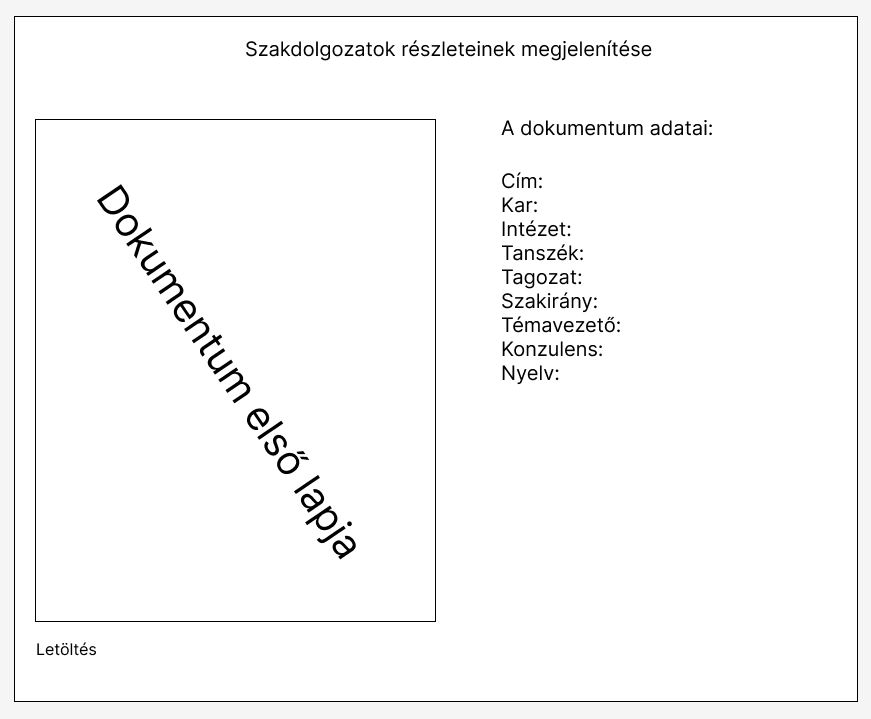 Szakdolgozatok részleteinek megjelenítése
Dokumentum első lapja
A dokumentum adatai:
Cím:
Kar:
Intézet:
Tanszék:
Tagozat:
Szakirány:
Témavezető:
Konzulens:
Nyelv:
Letöltés